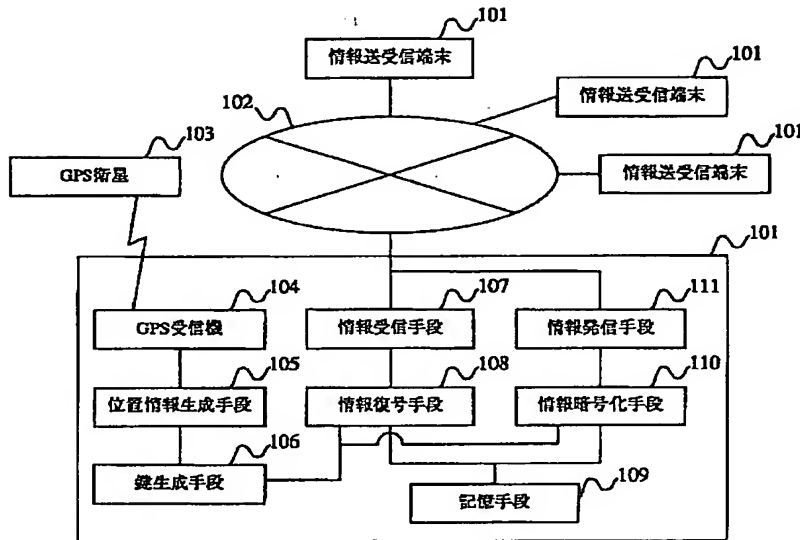 101
情報送受信端末
101
情報送受信端末
102
103
GPS衛星
101
情報送受信端末
101
104
GPS受信機
107
情報受信手段
111
情報発信手段
105
位置情報生成手段
108
情報復号手段
110
情報暗号化手段
106
鍵生成手段
109
記憶手段